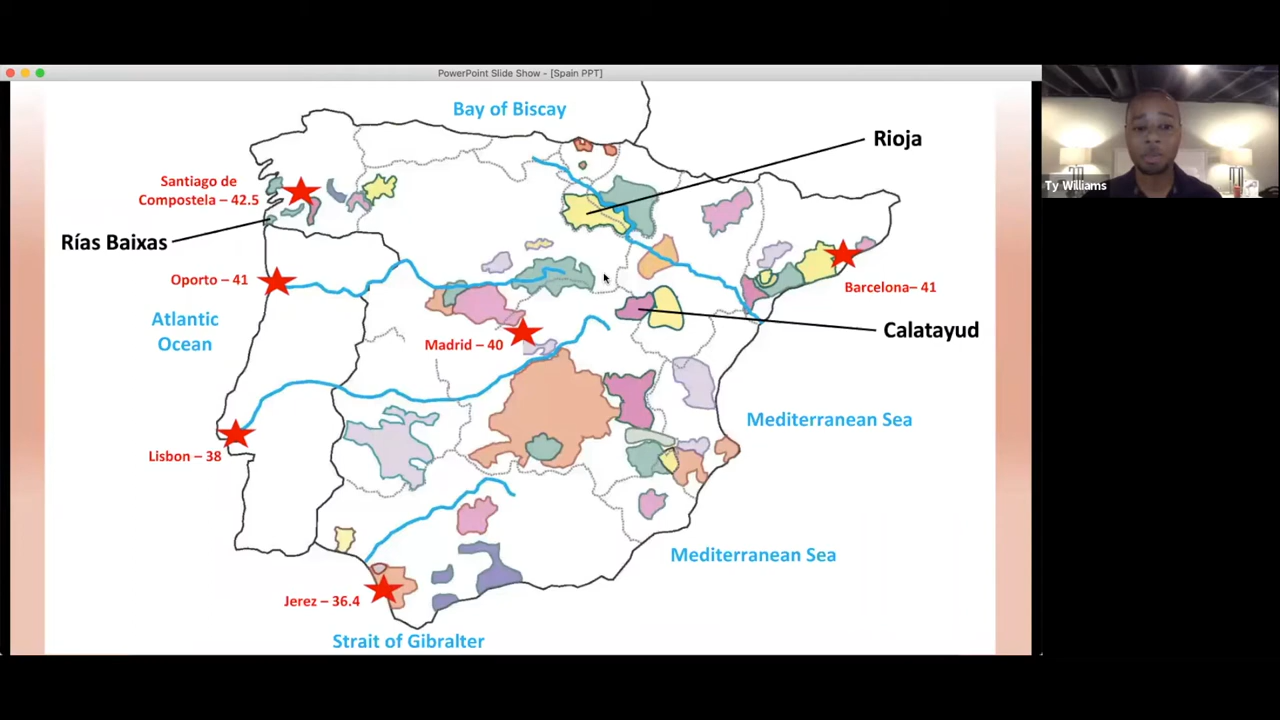 PowerPoint Slide Show - [Spain PPT]
Bay of Biscay
Rioja
Santiago de
Compostela – 42.5
Ty Williams
Rías Baixas
Oporto – 41
Barcelona– 41
Atlantic
Ocean
Calatayud
Madrid – 40
Mediterranean Sea
Lisbon – 38
Mediterranean Sea
Jerez – 36.4
Strait of Gibralter